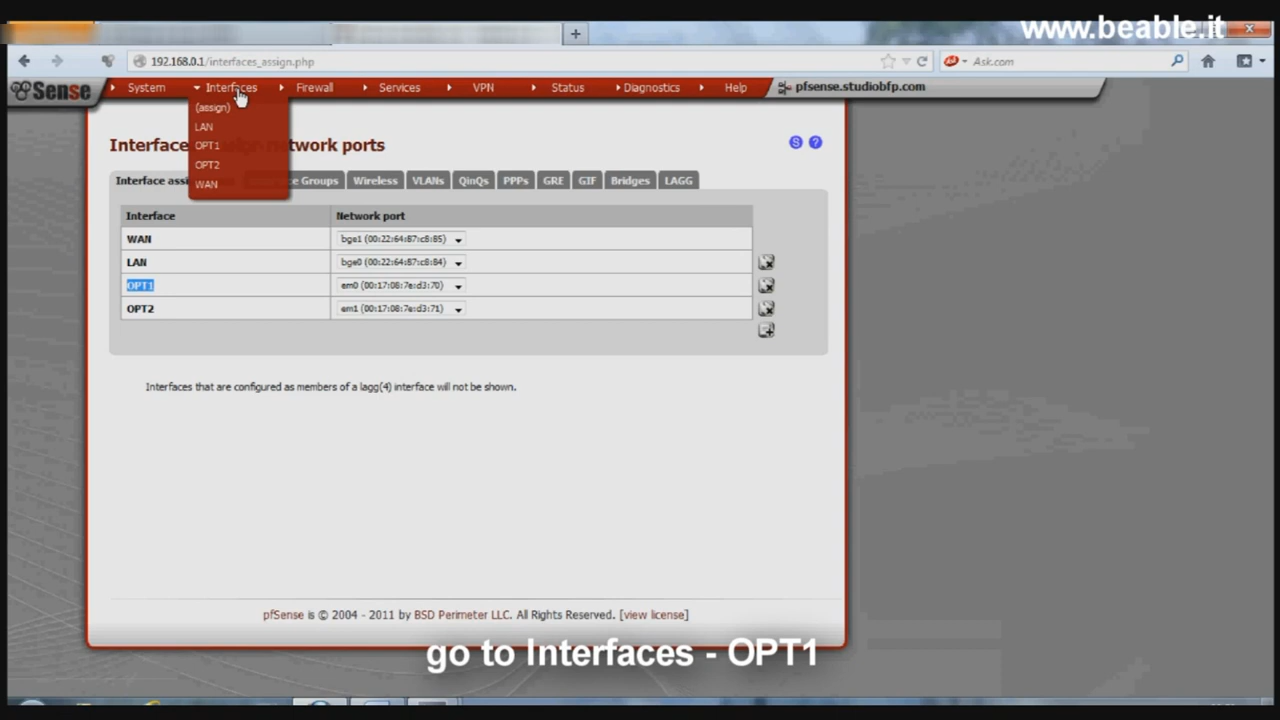 www.beable.it
192.168.0.1/interfaces_assign.php
Ask.com
Sense System Interfaces Firewall Services VPN Status Diagnostics Help pfsense.studiobfp.com
(assign)
LAN
OPT1
OPT2
WAN
Interface twork ports
Interface assi e Groups Wireless VLANs QinQs PPPs GRE GIF Bridges LAGG
Interface Network port
WAN bge1 (00:22:64:87:c8:85)
LAN bge0 (00:22:64:87:c8:84)
OPT1 em0 (00:17:08:7e:d3:70)
OPT2 em1 (00:17:08:7e:d3:71)
Interfaces that are configured as members of a lagg(4) interface will not be shown.
pfSense is © 2004 - 2011 by BSD Perimeter LLC. All Rights Reserved. [view license]
go to Interfaces - OPT1